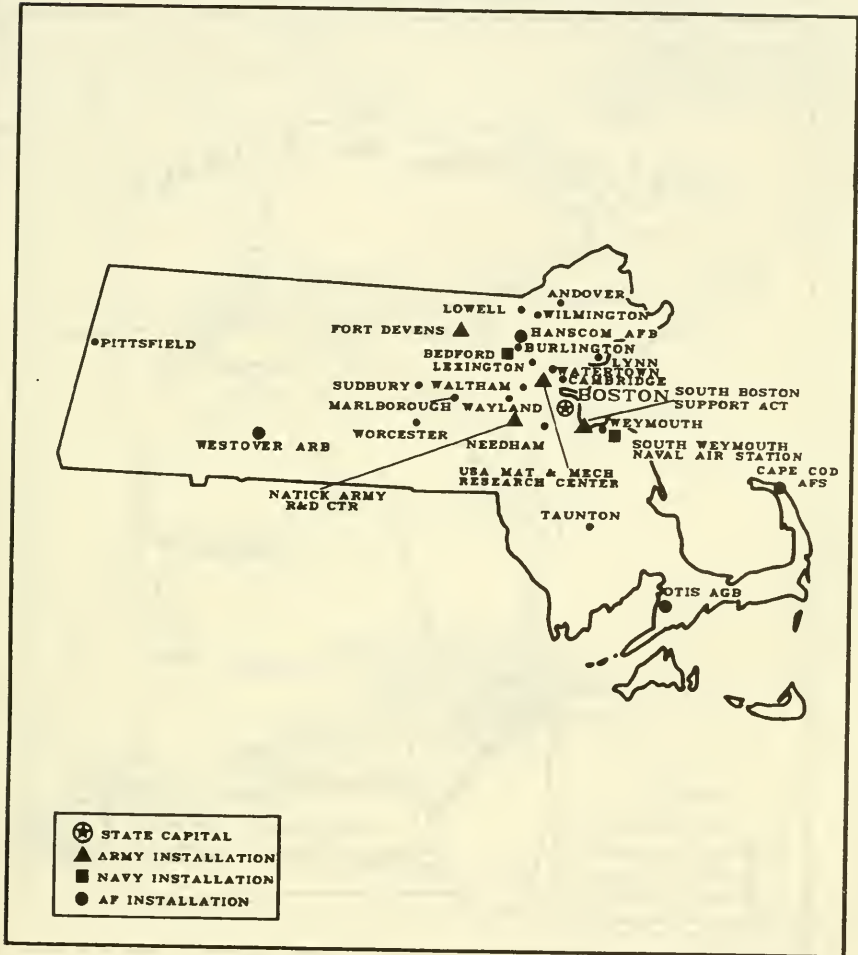 ANDOVER
LOWELL
WILMINGTON
FORT DEVENS
HANSCOM AFB
PITTSFIELD
BURLINGTON
BEDFORD
LYNN
LEXINGTON
WATERTOWN
CAMBRIDGE
SUDBURY
WALTHAM
BOSTON
SOUTH BOSTON
SUPPORT ACT
MARLBOROUGH
WAYLAND
WORCESTER
WEYMOUTH
WESTOVER ARB
NEEDHAM
SOUTH WEYMOUTH
NAVAL AIR STATION
USA MAT & MECH
RESEARCH CENTER
CAPE COD
AFS
NATICK ARMY
R&D CTR
TAUNTON
OTIS AGB
STATE CAPITAL
ARMY INSTALLATION
NAVY INSTALLATION
AF INSTALLATION